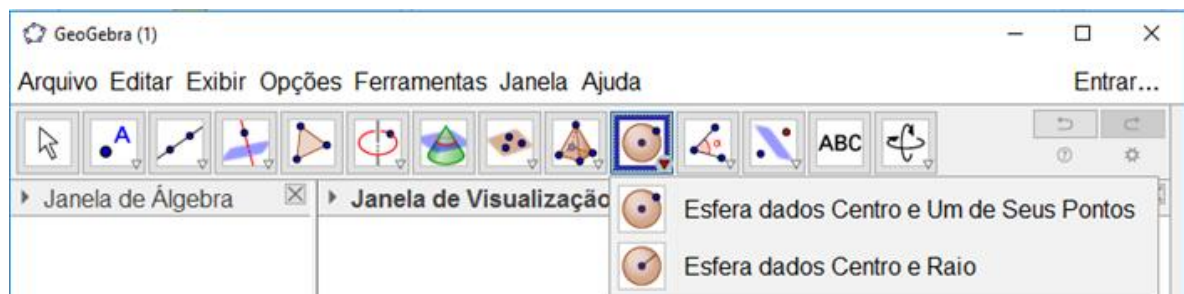 GeoGebra (1)
Arquivo Editar Exibir Opções Ferramentas Janela Ajuda Entrar...
A α ABC
Janela de Álgebra Janela de Visualização
Esfera dados Centro e Um de Seus Pontos
Esfera dados Centro e Raio